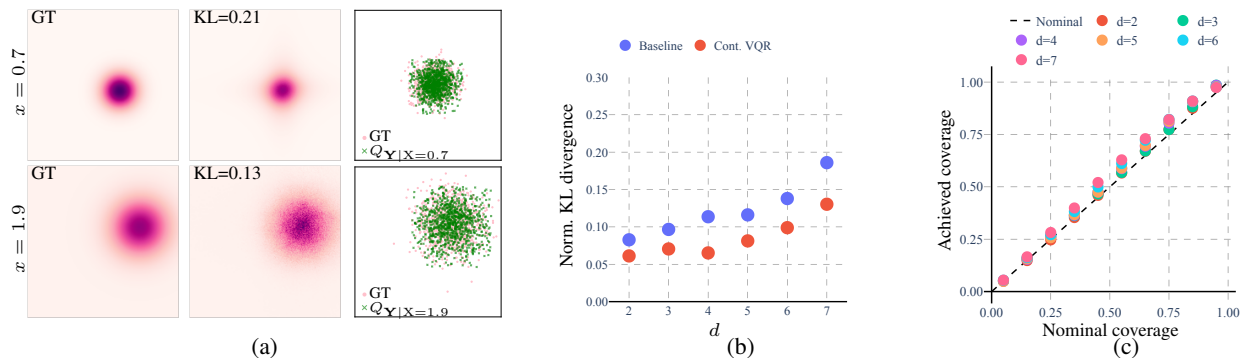 GT
KL=0.21
x = 0.7
GT
Q_Y|X=0.7
GT
KL=0.13
x = 1.9
GT
Q_Y|X=1.9
(a)
Baseline
Cont. VQR
0.30
0.25
0.20
0.15
0.10
0.05
0.00
Norm. KL divergence
2 3 4 5 6 7
d
(b)
Nominal d=2 d=3
d=4 d=5 d=6
d=7
1.00
0.75
0.50
0.25
0.00
Achieved coverage
0.00 0.25 0.50 0.75 1.00
Nominal coverage
(c)